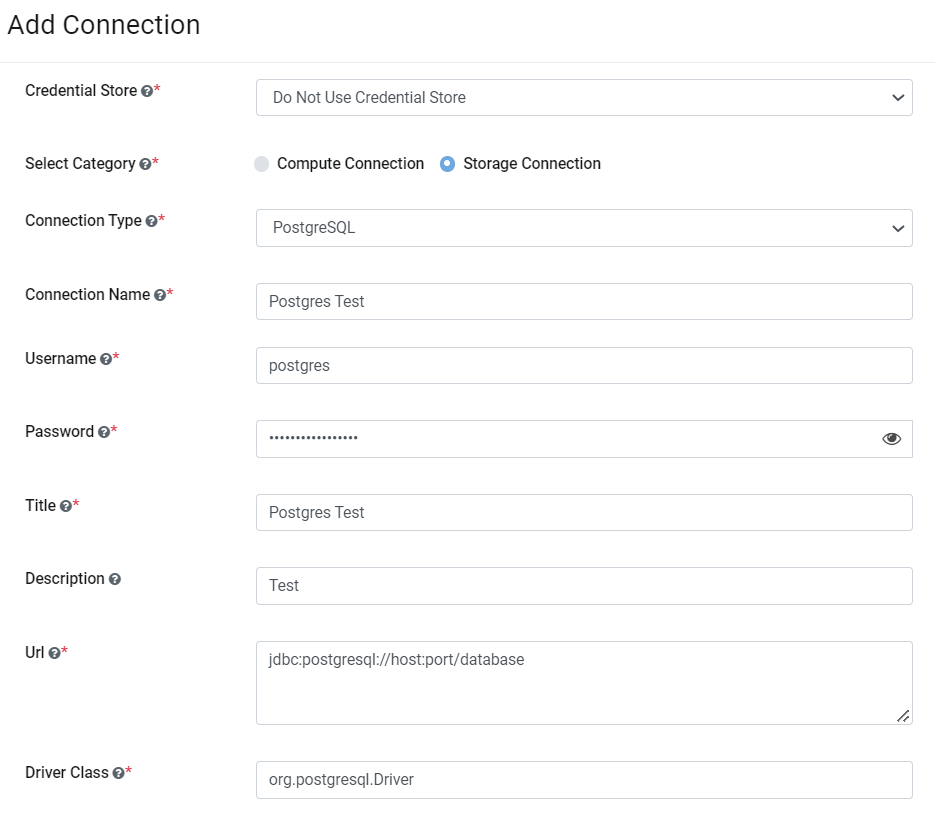 Add Connection
Credential Store ?* Do Not Use Credential Store
Select Category ?* Compute Connection Storage Connection
Connection Type ?* PostgreSQL
Connection Name ?* Postgres Test
Username ?* postgres
Password ?* •••••••••••••••••
Title ?* Postgres Test
Description ? Test
Url ?* jdbc:postgresql://host:port/database
Driver Class ?* org.postgresql.Driver